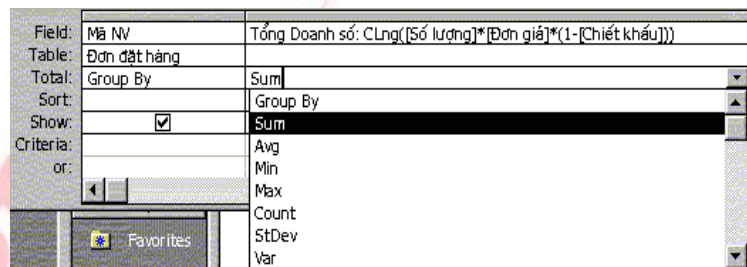 Field: Mã NV Tổng Doanh số: CLng([Số lượng]*[Đơn giá]*(1-[Chiết khấu]))
Table: Đơn đặt hàng
Total: Group By Sum
Sort: Group By
Show: Sum
Criteria: Avg
or: Min
Max
Count
Favorites StDev
Var